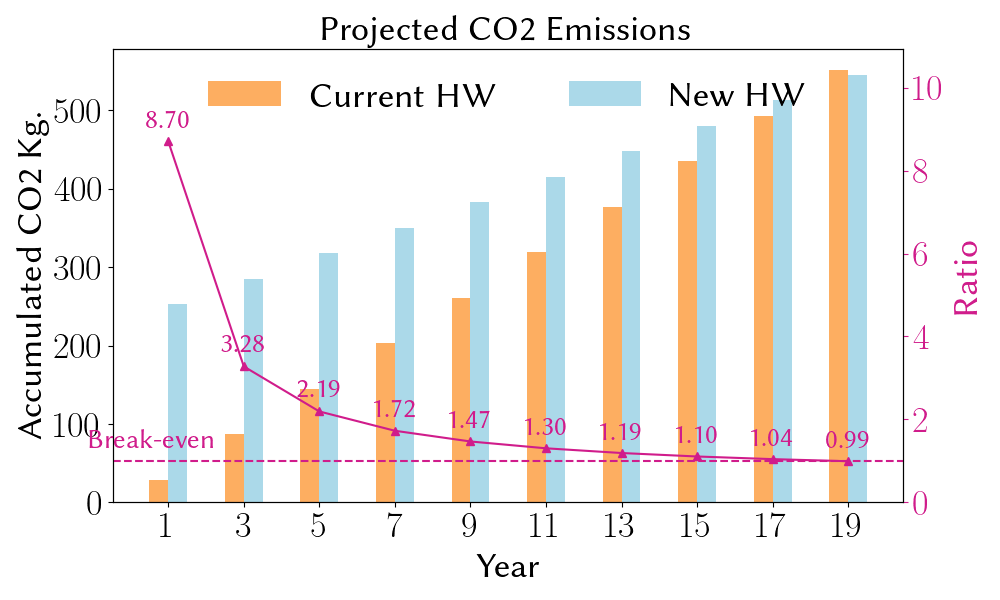 Projected CO2 Emissions
Current HW
New HW
Accumulated CO2 Kg.
500
400
300
200
100
0
Ratio
10
8
6
4
2
0
8.70
3.28
2.19
1.72
1.47
1.30
1.19
1.10
1.04
0.99
Break-even
1 3 5 7 9 11 13 15 17 19
Year